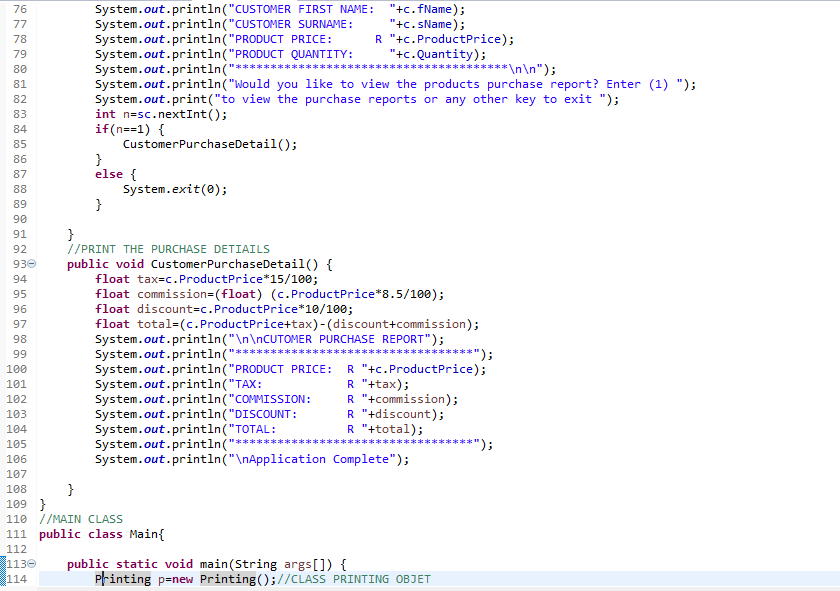 76 System.out.println("CUSTOMER FIRST NAME:  "+c.fName);
77 System.out.println("CUSTOMER SURNAME:     "+c.sName);
78 System.out.println("PRODUCT PRICE:      R "+c.ProductPrice);
79 System.out.println("PRODUCT QUANTITY:     "+c.Quantity);
80 System.out.println("***************************************\n\n");
81 System.out.println("Would you like to view the products purchase report? Enter (1) ");
82 System.out.print("to view the purchase reports or any other key to exit ");
83 int n=sc.nextInt();
84 if(n==1) {
85 CustomerPurchaseDetail();
86 }
87 else {
88 System.exit(0);
89 }
90
91 }
92 //PRINT THE PURCHASE DETIAILS
93 public void CustomerPurchaseDetail() {
94 float tax=c.ProductPrice*15/100;
95 float commission=(float) (c.ProductPrice*8.5/100);
96 float discount=c.ProductPrice*10/100;
97 float total=(c.ProductPrice+tax)-(discount+commission);
98 System.out.println("\n\nCUTOMER PURCHASE REPORT");
99 System.out.println("**********************************");
100 System.out.println("PRODUCT PRICE:  R "+c.ProductPrice);
101 System.out.println("TAX:            R "+tax);
102 System.out.println("COMMISSION:     R "+commission);
103 System.out.println("DISCOUNT:       R "+discount);
104 System.out.println("TOTAL:          R "+total);
105 System.out.println("**********************************");
106 System.out.println("\nApplication Complete");
107
108 }
109 }
110 //MAIN CLASS
111 public class Main{
112
113 public static void main(String args[]) {
114 Printing p=new Printing();//CLASS PRINTING OBJET